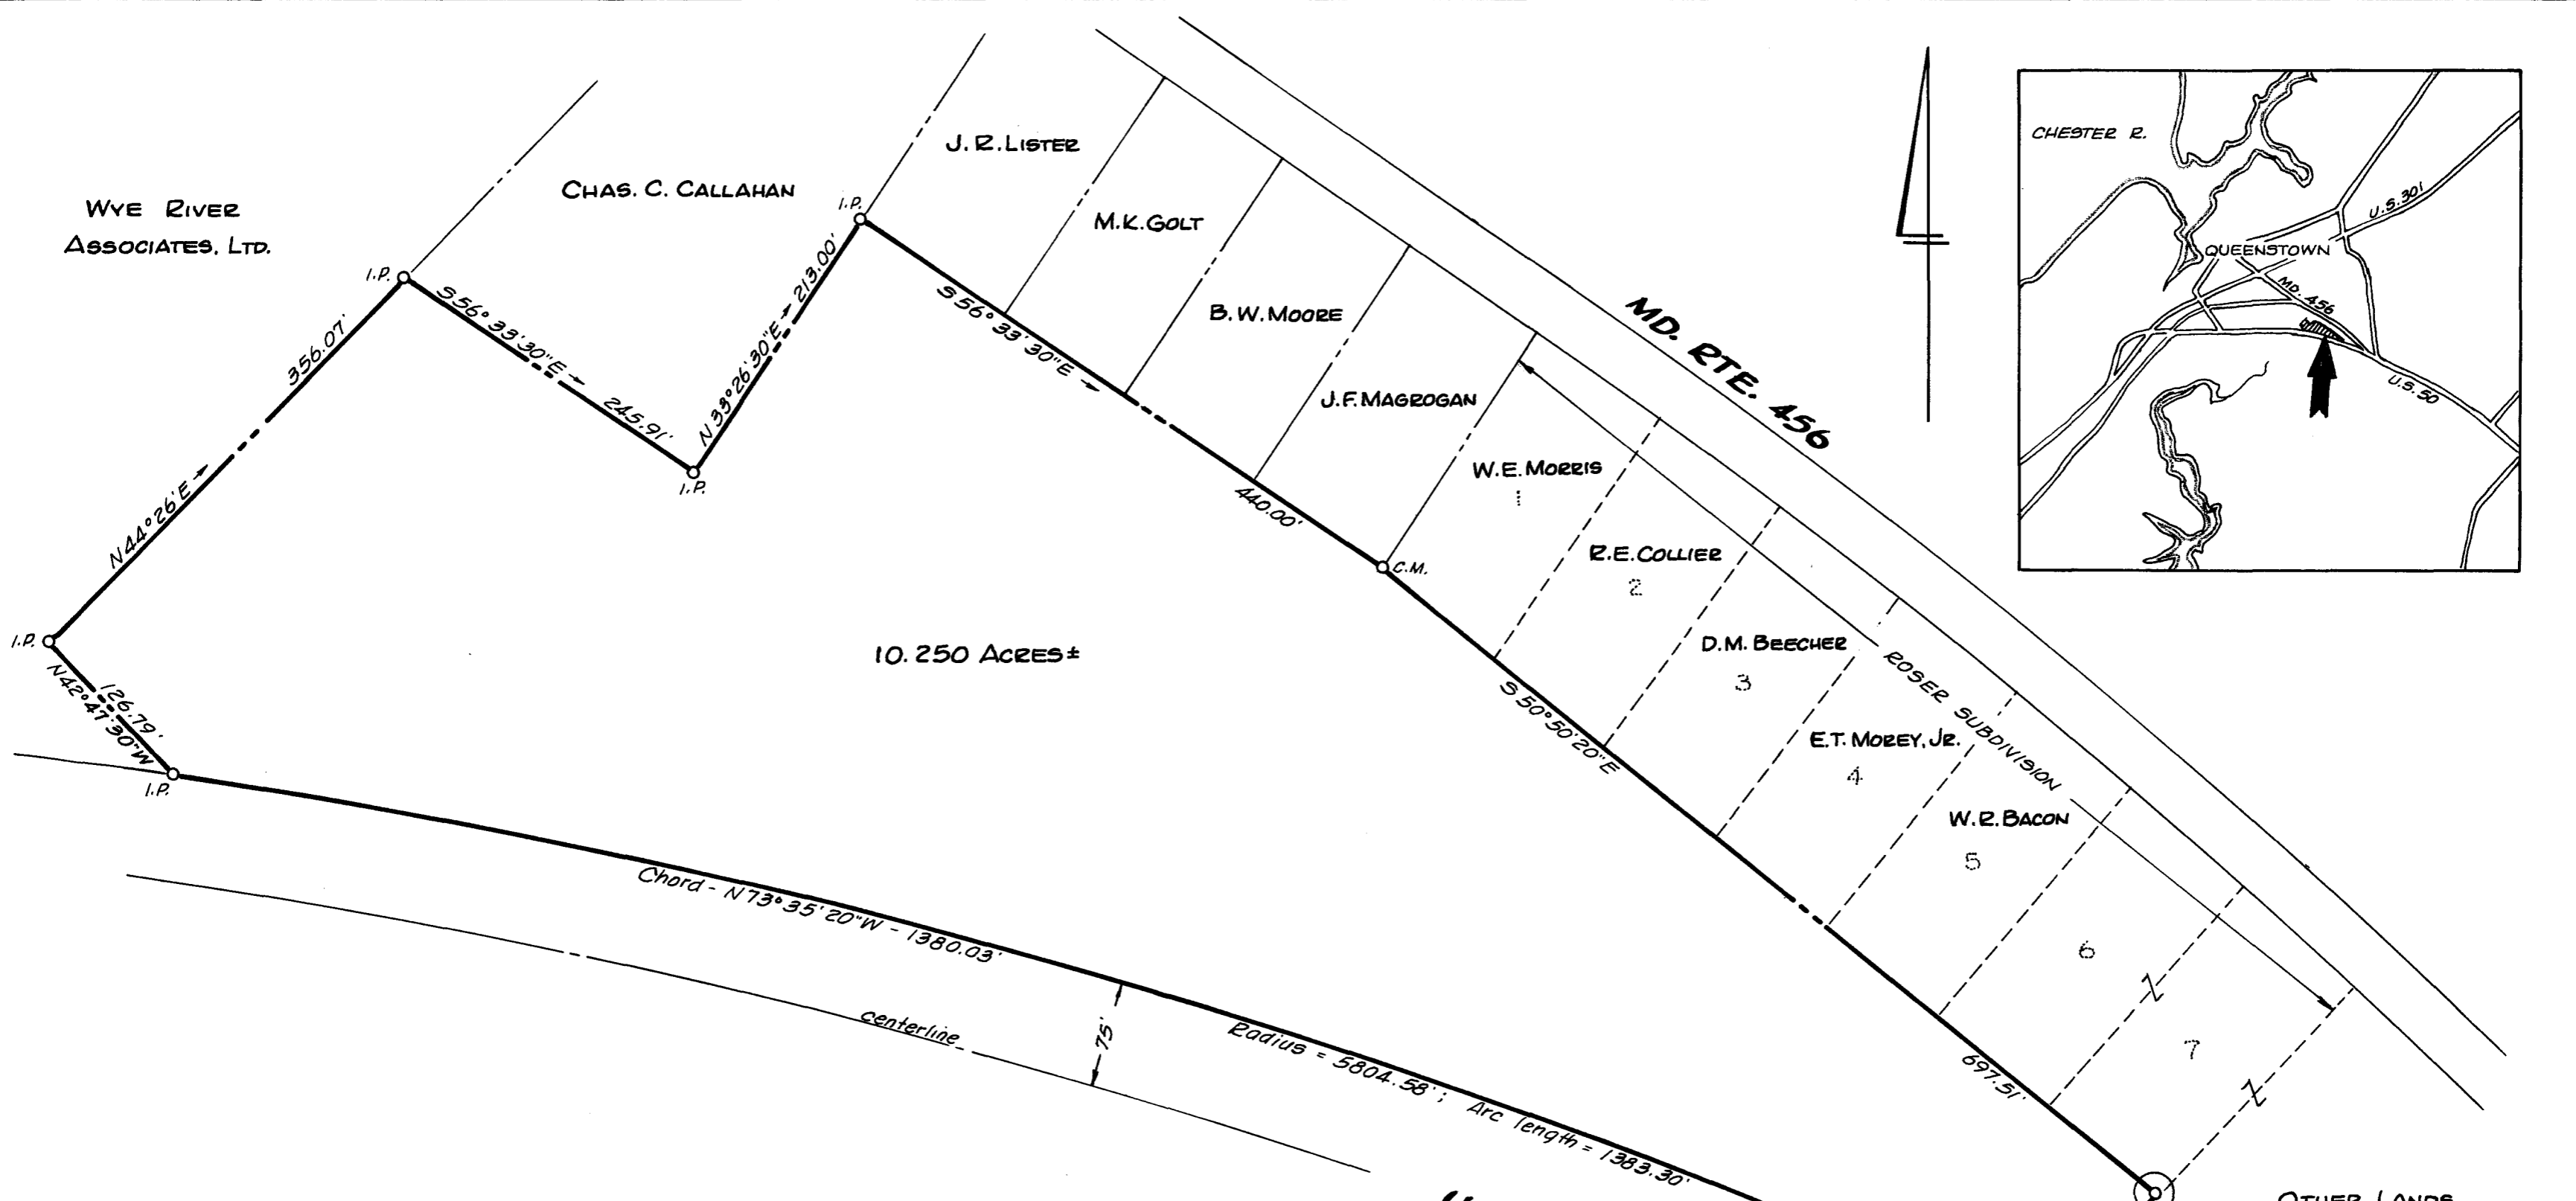 WYE RIVER
ASSOCIATES, LTD.
CHAS. C. CALLAHAN
J. R. LISTER
M. K. GOLT
B. W. MOORE
J. F. MAGROGAN
W. E. MORRIS
1
R. E. COLLIER
2
D. M. BEECHER
3
E. T. MOREY, JR.
4
W. R. BACON
5
6
7
ROSER SUBDIVISION
MD. RTE. 456
I.P.
I.P.
I.P.
I.P.
I.P.
C.M.
N44°26'E
356.07'
S56°33'30"E
245.91'
N33°26'30"E
213.00'
S56°33'30"E
440.00'
S50°50'20"E
697.51'
126.79'
N42°47'30"W
10.250 ACRES±
Chord - N73°35'20"W - 1380.03'
Radius = 5804.58'; Arc length = 1383.30'
centerline
75'
Z
Z
CHESTER R.
U.S. 301
QUEENSTOWN
MD. 456
U.S. 50
OTHER LANDS